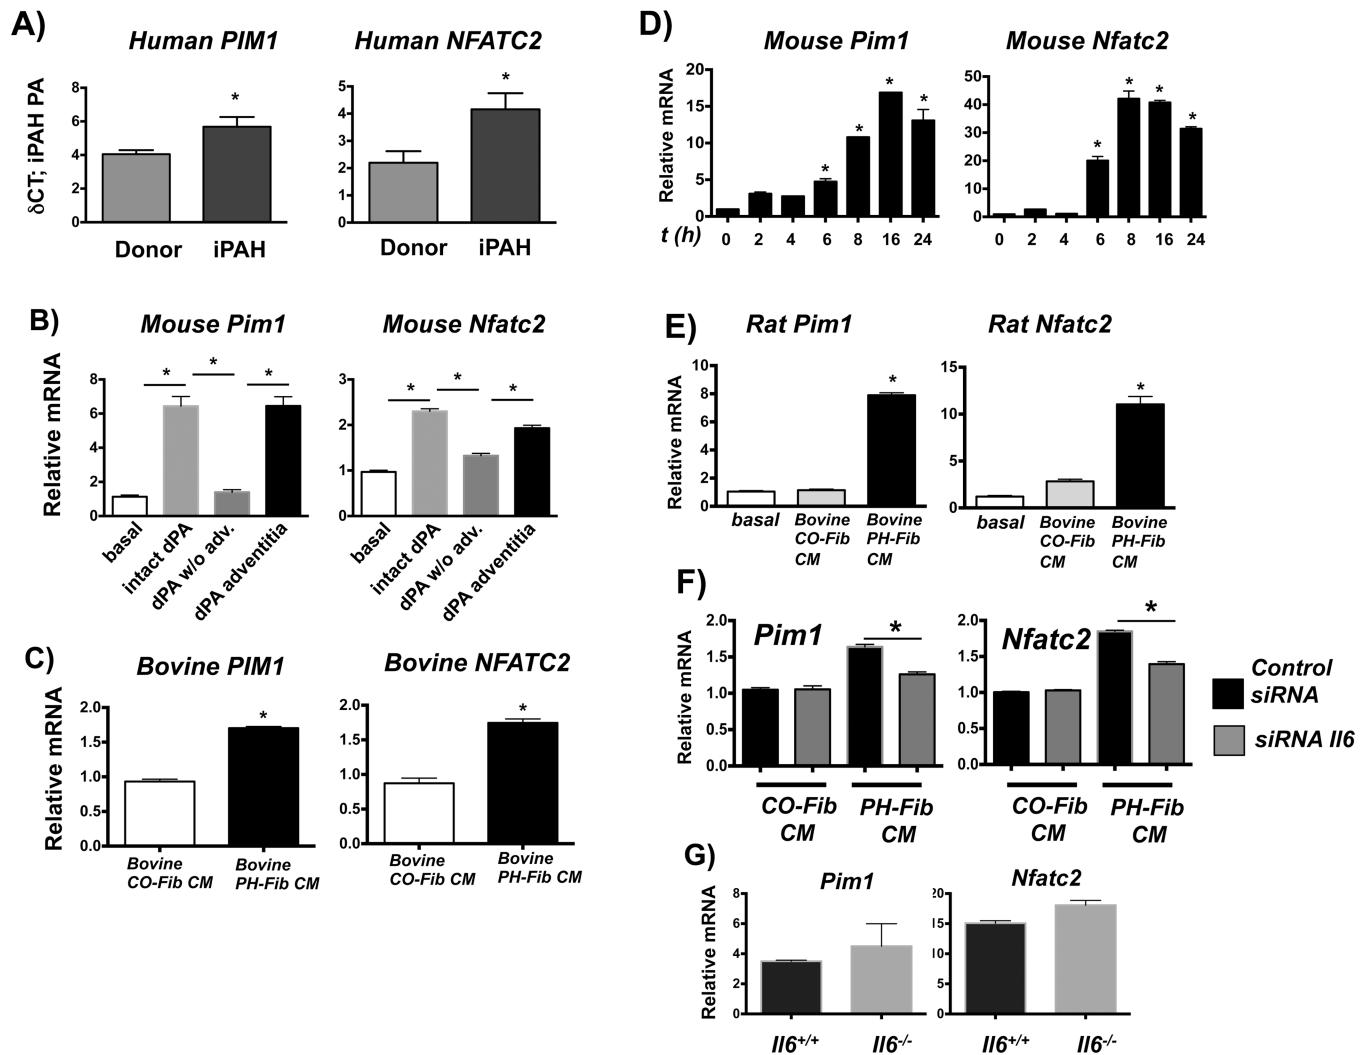 A)
Human PIM1
Human NFATC2
δCT; iPAH PA
8
6
4
2
0
*
Donor
iPAH
5
4
3
2
1
0
*
Donor
iPAH
B)
Mouse Pim1
Mouse Nfatc2
Relative mRNA
8
6
4
2
0
* * *
basal
intact dPA
dPA w/o adv.
dPA adventitia
3
2
1
0
* * *
basal
intact dPA
dPA w/o adv.
dPA adventitia
C)
Bovine PIM1
Bovine NFATC2
Relative mRNA
2.0
1.5
1.0
0.5
0.0
*
Bovine
CO-Fib CM
Bovine
PH-Fib CM
2.0
1.5
1.0
0.5
0.0
*
Bovine
CO-Fib CM
Bovine
PH-Fib CM
D)
Mouse Pim1
Mouse Nfatc2
Relative mRNA
20
15
10
5
0
* * * *
t (h)
0 2 4 6 8 16 24
50
40
30
20
10
0
* * * *
0 2 4 6 8 16 24
E)
Rat Pim1
Rat Nfatc2
Relative mRNA
10
8
6
4
2
0
*
basal
Bovine
CO-Fib
CM
Bovine
PH-Fib
CM
15
10
5
0
*
basal
Bovine
CO-Fib
CM
Bovine
PH-Fib
CM
F)
Pim1
Nfatc2
Relative mRNA
2.0
1.5
1.0
0.5
0.0
*
CO-Fib
CM
PH-Fib
CM
2.0
1.5
1.0
0.5
0.0
*
CO-Fib
CM
PH-Fib
CM
Control
siRNA
siRNA Il6
G)
Pim1
Nfatc2
Relative mRNA
8
6
4
2
0
Il6+/+
Il6-/-
20
15
10
5
0
Il6+/+
Il6-/-